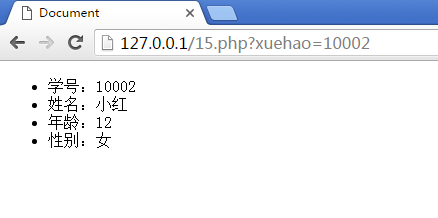 Document
127.0.0.1/15.php?xuehao=10002
学号：10002
姓名：小红
年龄：12
性别：女